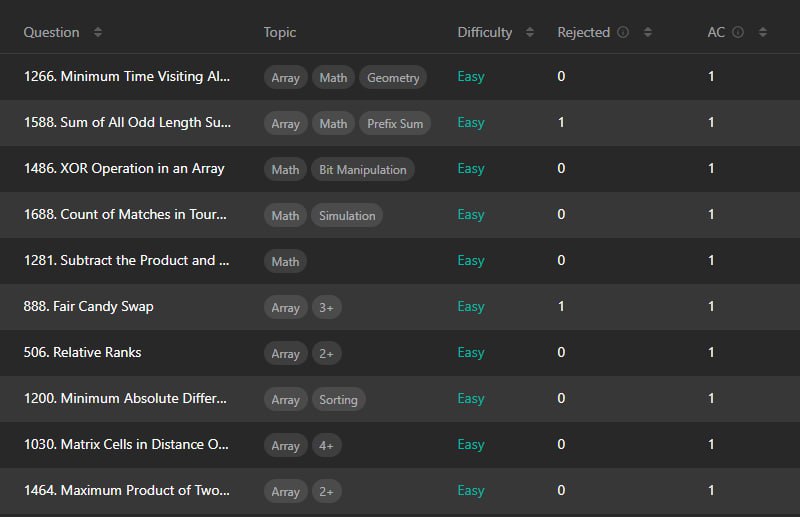 Question Topic Difficulty Rejected AC
1266. Minimum Time Visiting Al... Array Math Geometry Easy 0 1
1588. Sum of All Odd Length Su... Array Math Prefix Sum Easy 1 1
1486. XOR Operation in an Array Math Bit Manipulation Easy 0 1
1688. Count of Matches in Tour... Math Simulation Easy 0 1
1281. Subtract the Product and ... Math Easy 0 1
888. Fair Candy Swap Array 3+ Easy 1 1
506. Relative Ranks Array 2+ Easy 0 1
1200. Minimum Absolute Differ... Array Sorting Easy 0 1
1030. Matrix Cells in Distance O... Array 4+ Easy 0 1
1464. Maximum Product of Two... Array 2+ Easy 0 1